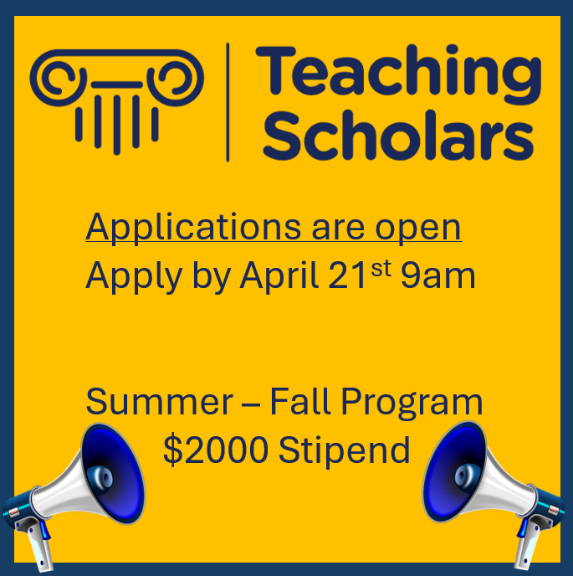 Teaching
Scholars
Applications are open
Apply by April 21st 9am
Summer – Fall Program
$2000 Stipend